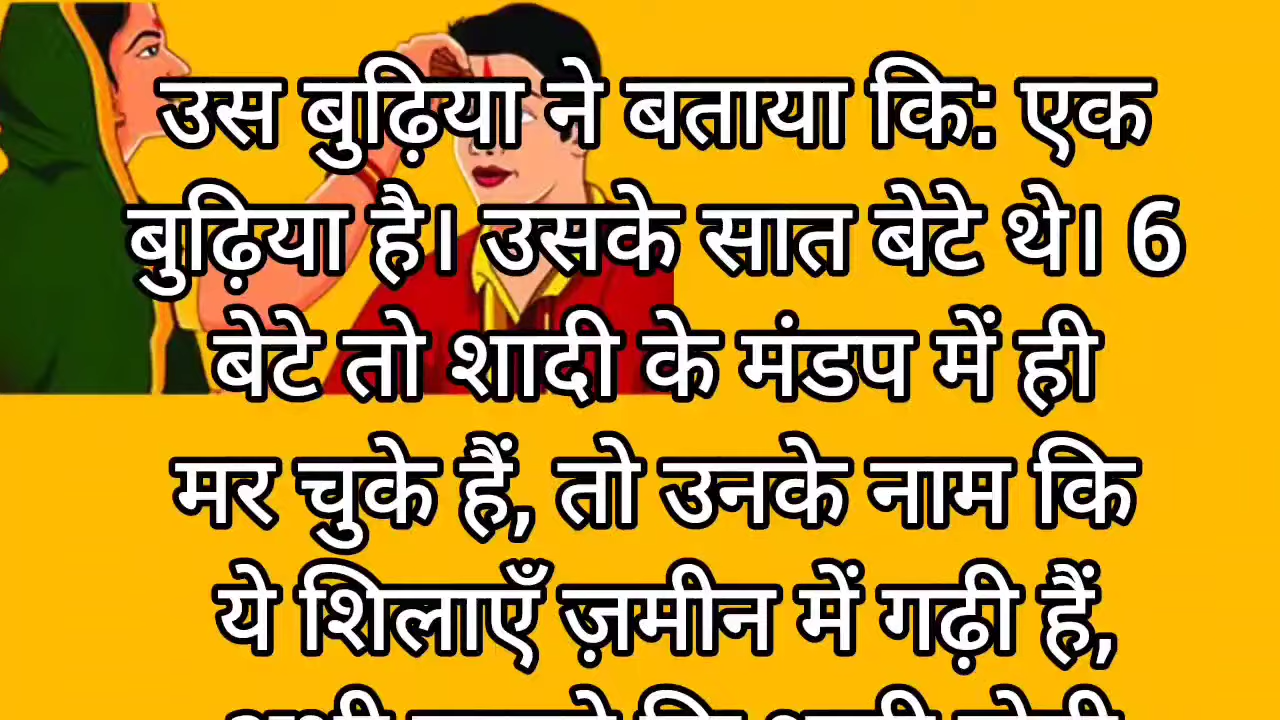 उस बुढ़िया ने बताया कि: एक
बुढ़िया है। उसके सात बेटे थे। 6
बेटे तो शादी के मंडप में ही
मर चुके हैं, तो उनके नाम कि
ये शिलाएँ ज़मीन में गढ़ी हैं,